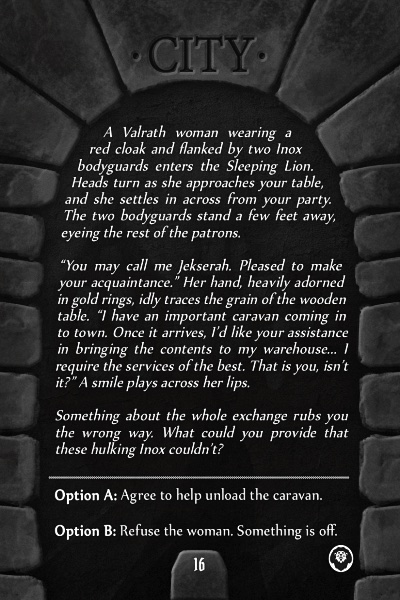 · CITY ·
A Valrath woman wearing a
red cloak and flanked by two Inox
bodyguards enters the Sleeping Lion.
Heads turn as she approaches your table,
and she settles in across from your party.
The two bodyguards stand a few feet away,
eyeing the rest of the patrons.
“You may call me Jekserah. Pleased to make
your acquaintance.” Her hand, heavily adorned
in gold rings, idly traces the grain of the wooden
table. “I have an important caravan coming in
to town. Once it arrives, I’d like your assistance
in bringing the contents to my warehouse... I
require the services of the best. That is you, isn’t
it?” A smile plays across her lips.
Something about the whole exchange rubs you
the wrong way. What could you provide that
these hulking Inox couldn’t?
Option A: Agree to help unload the caravan.
Option B: Refuse the woman. Something is off.
16